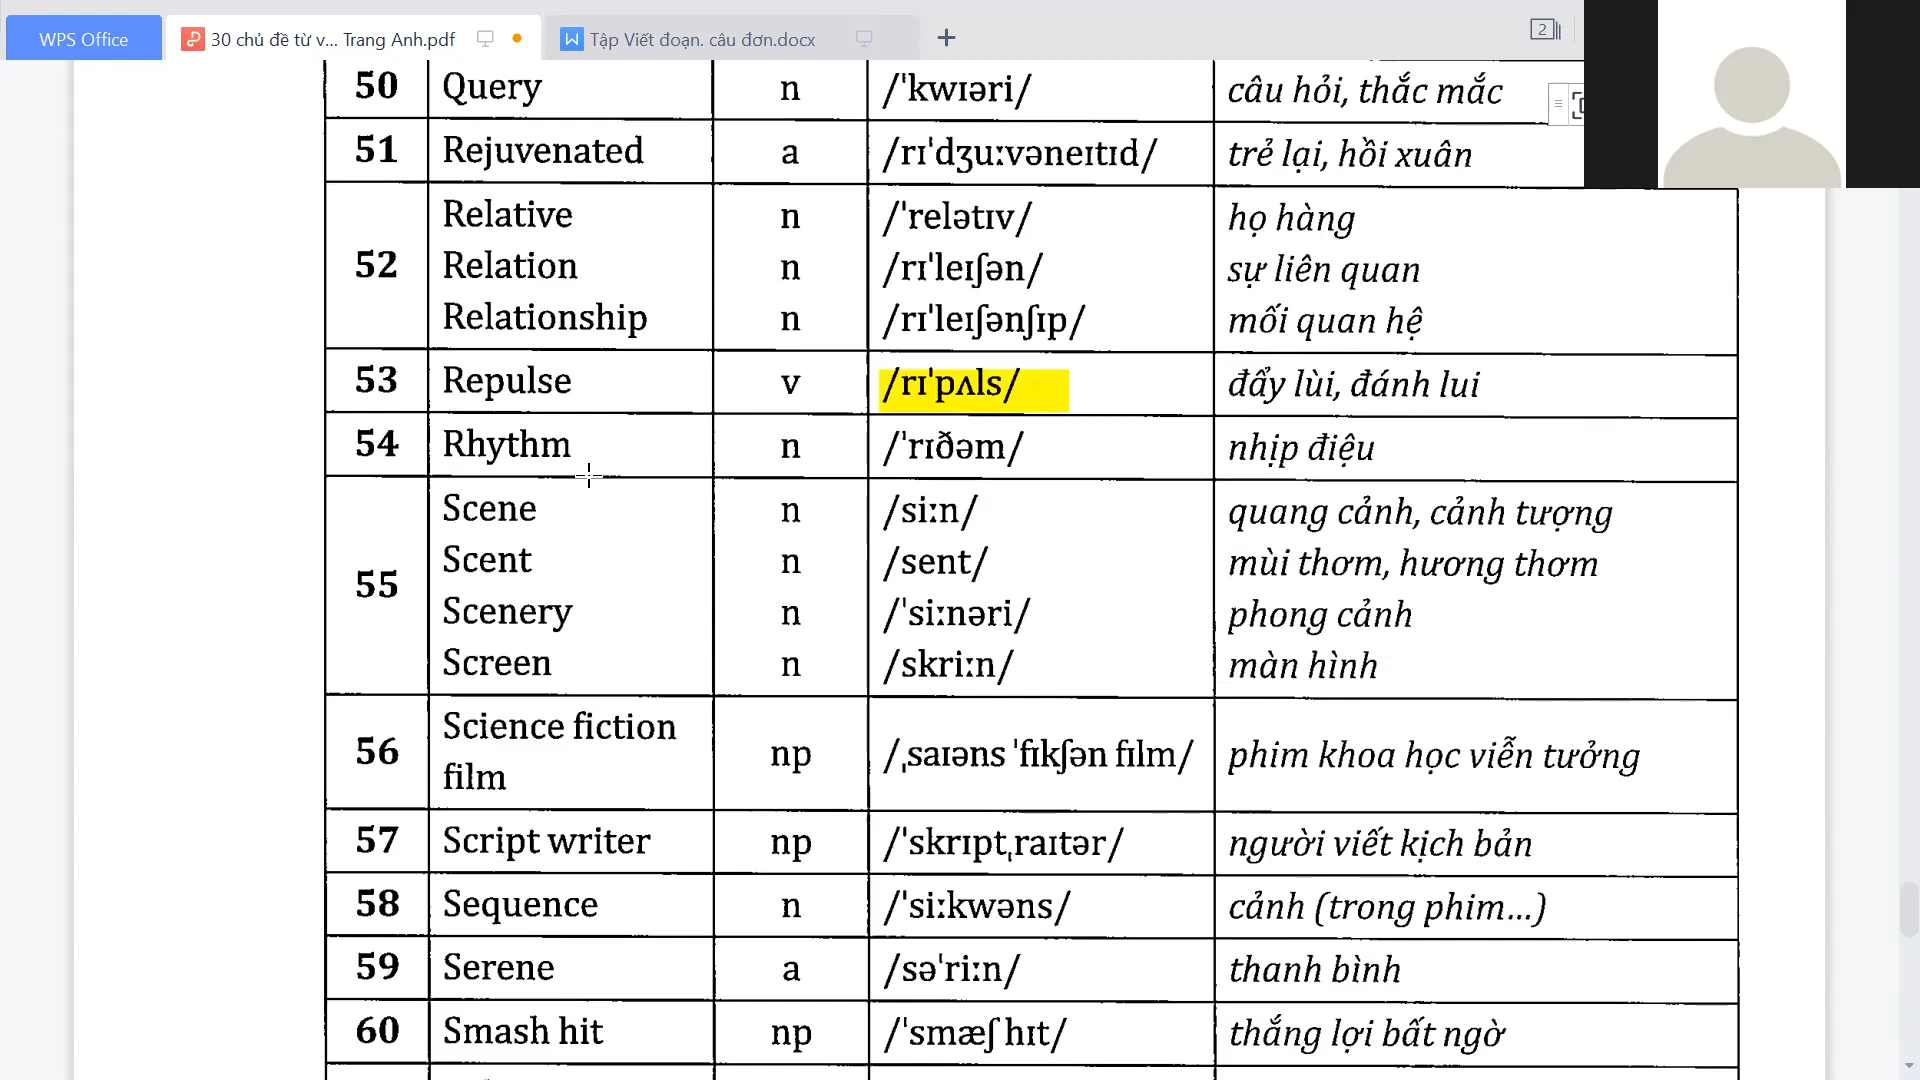 WPS Office
30 chủ đề từ v... Trang Anh.pdf
Tập Viết đoạn. câu đơn.docx
2
50 Query n /ˈkwɪəri/ câu hỏi, thắc mắc
51 Rejuvenated a /rɪˈdʒuːvəneɪtɪd/ trẻ lại, hồi xuân
52
Relative n /ˈrelətɪv/ họ hàng
Relation n /rɪˈleɪʃən/ sự liên quan
Relationship n /rɪˈleɪʃənʃɪp/ mối quan hệ
53 Repulse v /rɪˈpʌls/ đẩy lùi, đánh lui
54 Rhythm n /ˈrɪðəm/ nhịp điệu
55
Scene n /siːn/ quang cảnh, cảnh tượng
Scent n /sent/ mùi thơm, hương thơm
Scenery n /ˈsiːnəri/ phong cảnh
Screen n /skriːn/ màn hình
56 Science fiction np /ˌsaɪəns ˈfɪkʃən fɪlm/ phim khoa học viễn tưởng
film
57 Script writer np /ˈskrɪptˌraɪtər/ người viết kịch bản
58 Sequence n /ˈsiːkwəns/ cảnh (trong phim...)
59 Serene a /səˈriːn/ thanh bình
60 Smash hit np /ˈsmæʃ hɪt/ thắng lợi bất ngờ